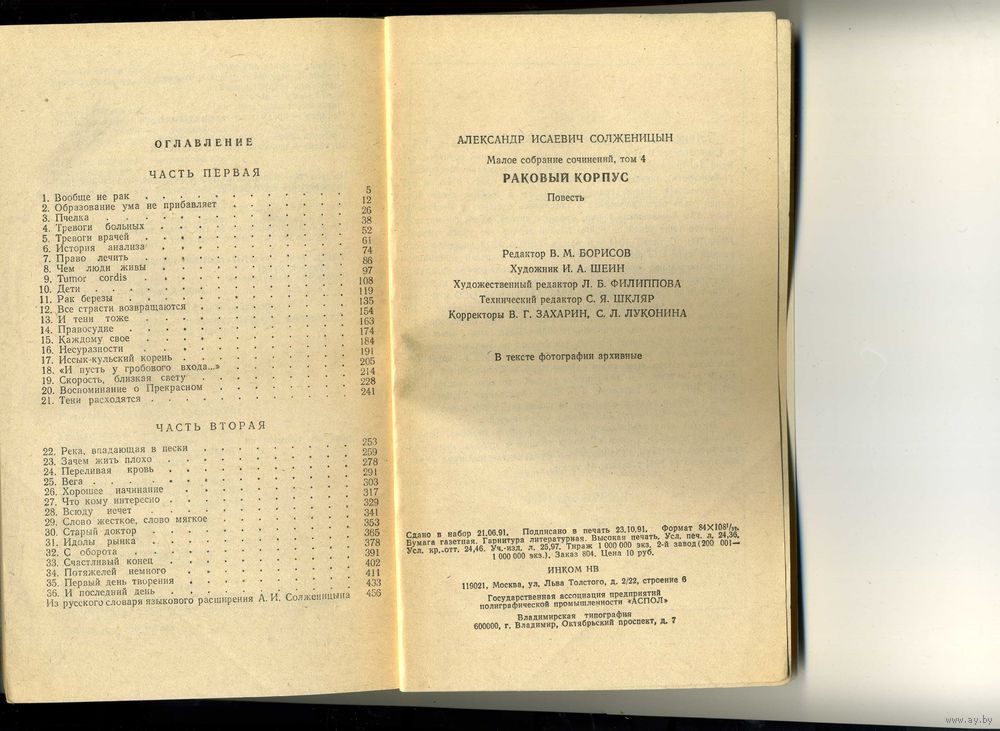 ОГЛАВЛЕНИЕ
ЧАСТЬ ПЕРВАЯ
1. Вообще не рак . . . 5
2. Образование ума не прибавляет . . . 12
3. Пчелка . . . 26
4. Тревоги больных . . . 38
5. Тревоги врачей . . . 52
6. История анализа . . . 61
7. Право лечить . . . 74
8. Чем люди живы . . . 86
9. Tumor cordis . . . 97
10. Дети . . . 108
11. Рак березы . . . 119
12. Все страсти возвращаются . . . 135
13. И тени тоже . . . 154
14. Правосудие . . . 163
15. Каждому свое . . . 174
16. Несуразности . . . 184
17. Иссык-кульский корень . . . 191
18. «И пусть у гробового входа...» . . . 205
19. Скорость, близкая свету . . . 214
20. Воспоминание о Прекрасном . . . 228
21. Тени расходятся . . . 241
ЧАСТЬ ВТОРАЯ
22. Река, впадающая в пески . . . 253
23. Зачем жить плохо . . . 259
24. Переливая кровь . . . 278
25. Вега . . . 291
26. Хорошее начинание . . . 303
27. Что кому интересно . . . 317
28. Всюду нечет . . . 329
29. Слово жесткое, слово мягкое . . . 341
30. Старый доктор . . . 353
31. Идолы рынка . . . 365
32. С оборота . . . 378
33. Счастливый конец . . . 391
34. Потяжелей немного . . . 402
35. Первый день творения . . . 411
36. И последний день . . . 433
Из русского словаря языкового расширения А. И. Солженицына 456
АЛЕКСАНДР ИСАЕВИЧ СОЛЖЕНИЦЫН
Малое собрание сочинений, том 4
РАКОВЫЙ КОРПУС
Повесть
Редактор В. М. БОРИСОВ
Художник И. А. ШЕИН
Художественный редактор Л. Б. ФИЛИППОВА
Технический редактор С. Я. ШКЛЯР
Корректоры В. Г. ЗАХАРИН, С. Л. ЛУКОНИНА
В тексте фотографии архивные
Сдано в набор 21.06.91. Подписано в печать 23.10.91. Формат 84×108¹/₃₂.
Бумага газетная. Гарнитура литературная. Высокая печать. Усл. печ. л. 24,36.
Усл. кр.-отт. 24,46. Уч.-изд. л. 25,97. Тираж 1 000 000 экз. 2-й завод (200 001—
1 000 000 экз.). Заказ 804. Цена 10 руб.
ИНКОМ НВ
119021, Москва, ул. Льва Толстого, д. 2/22, строение 6
Государственная ассоциация предприятий
полиграфической промышленности «АСПОЛ»
Владимирская типография
600000, г. Владимир, Октябрьский проспект, д. 7
www.ay.by